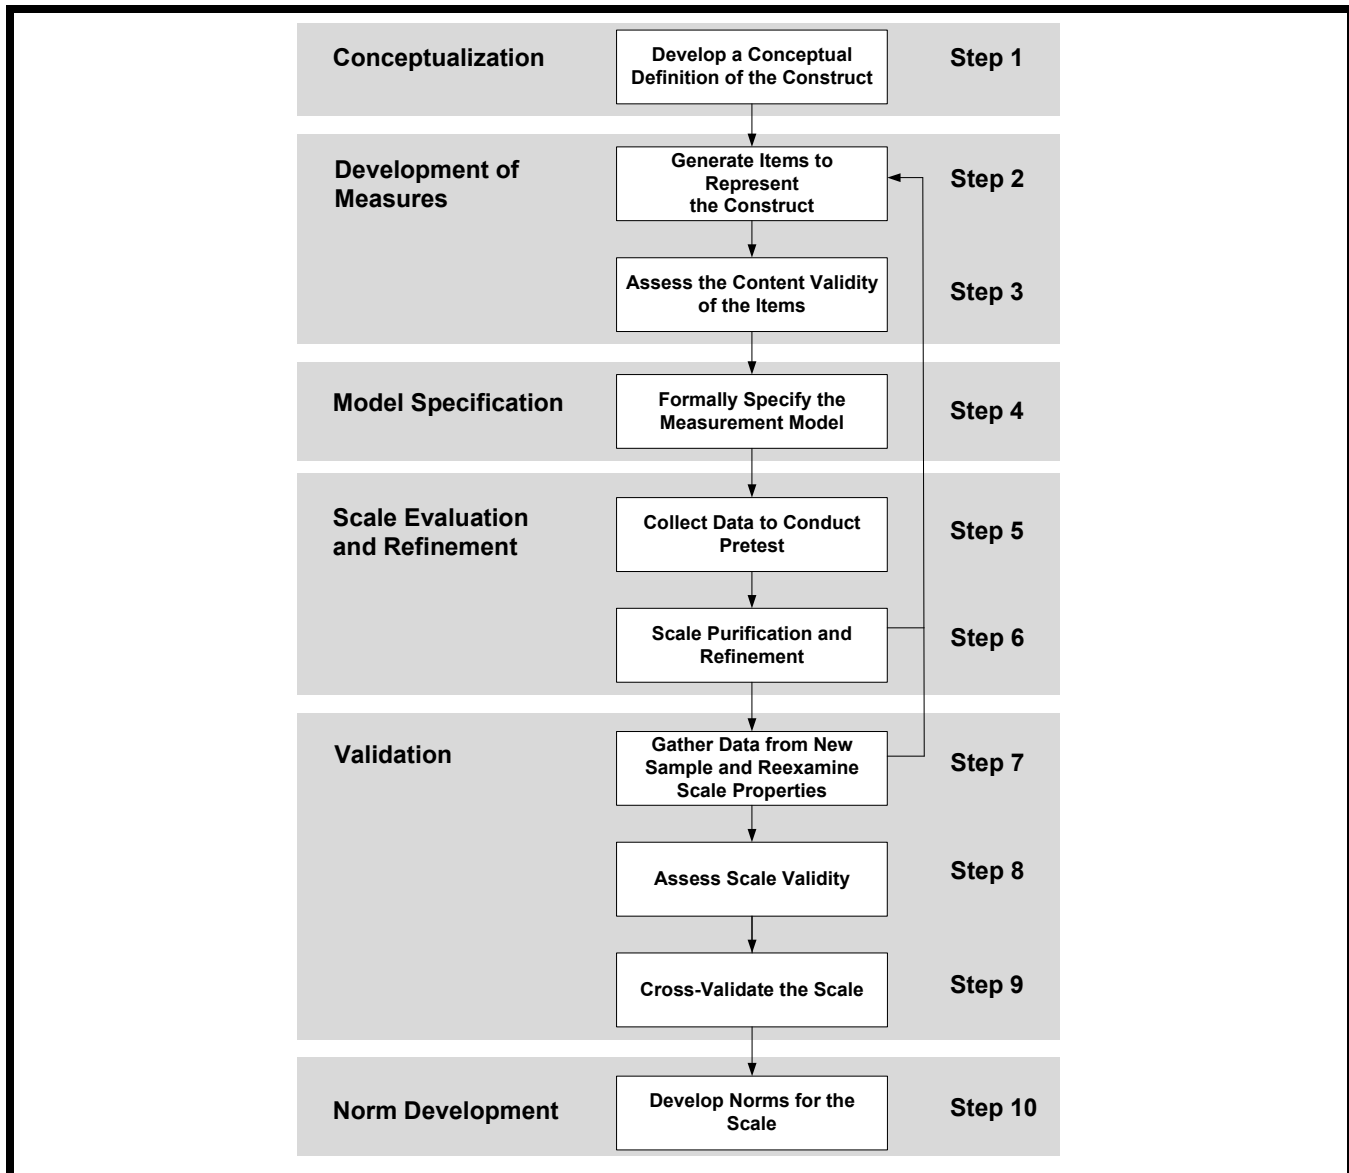 Conceptualization
Develop a Conceptual
Definition of the Construct
Step 1
Development of
Measures
Generate Items to
Represent
the Construct
Step 2
Assess the Content Validity
of the Items
Step 3
Model Specification
Formally Specify the
Measurement Model
Step 4
Scale Evaluation
and Refinement
Collect Data to Conduct
Pretest
Step 5
Scale Purification and
Refinement
Step 6
Validation
Gather Data from New
Sample and Reexamine
Scale Properties
Step 7
Assess Scale Validity
Step 8
Cross-Validate the Scale
Step 9
Norm Development
Develop Norms for the
Scale
Step 10